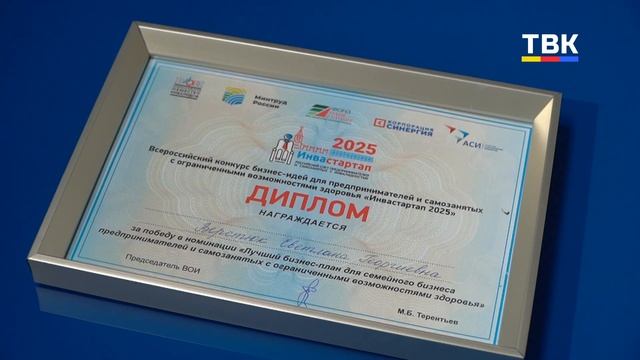 ТВК
МИНТРУД
РОССИИ
КОРПОРАЦИЯ
СИНЕРГИЯ
АСИ
2025
Инвастартап
Всероссийский конкурс бизнес-идей для предпринимателей и самозанятых
с ограниченными возможностями здоровья «Инвастартап 2025»
ДИПЛОМ
НАГРАЖДАЕТСЯ
Светлана Георгиевна
за победу в номинации «Лучший бизнес-план для семейного бизнеса
предпринимателей и самозанятых с ограниченными возможностями здоровья»
Председатель ВОИ
М.Б. Терентьев